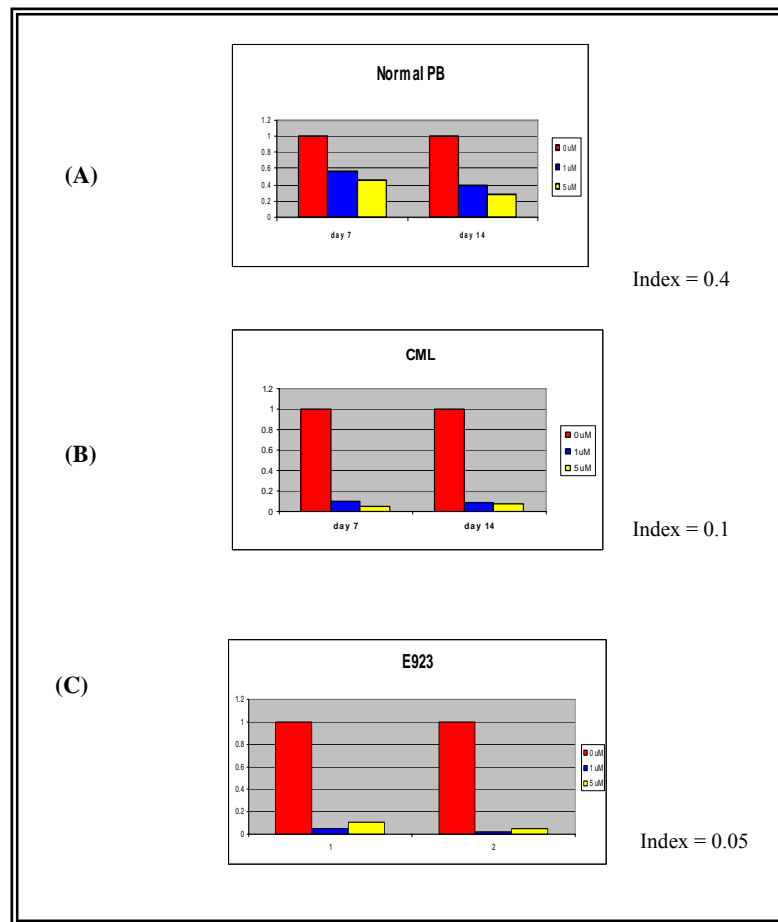 Normal PB
1.2
1
0.8
0.6
0.4
0.2
0
day 7
day 14
0 uM
1 uM
5 uM
(A)
Index = 0.4
CML
1.2
1
0.8
0.6
0.4
0.2
0
day 7
day 14
0 uM
1uM
5 uM
(B)
Index = 0.1
E923
1.2
1
0.8
0.6
0.4
0.2
0
1
2
0 uM
1 uM
5 uM
(C)
Index = 0.05